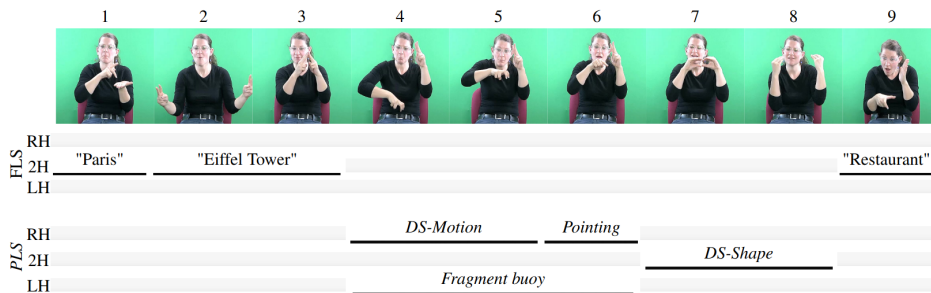 1 2 3 4 5 6 7 8 9
FLS
RH
2H "Paris" "Eiffel Tower" "Restaurant"
LH
PLS
RH DS-Motion Pointing
2H DS-Shape
LH Fragment buoy